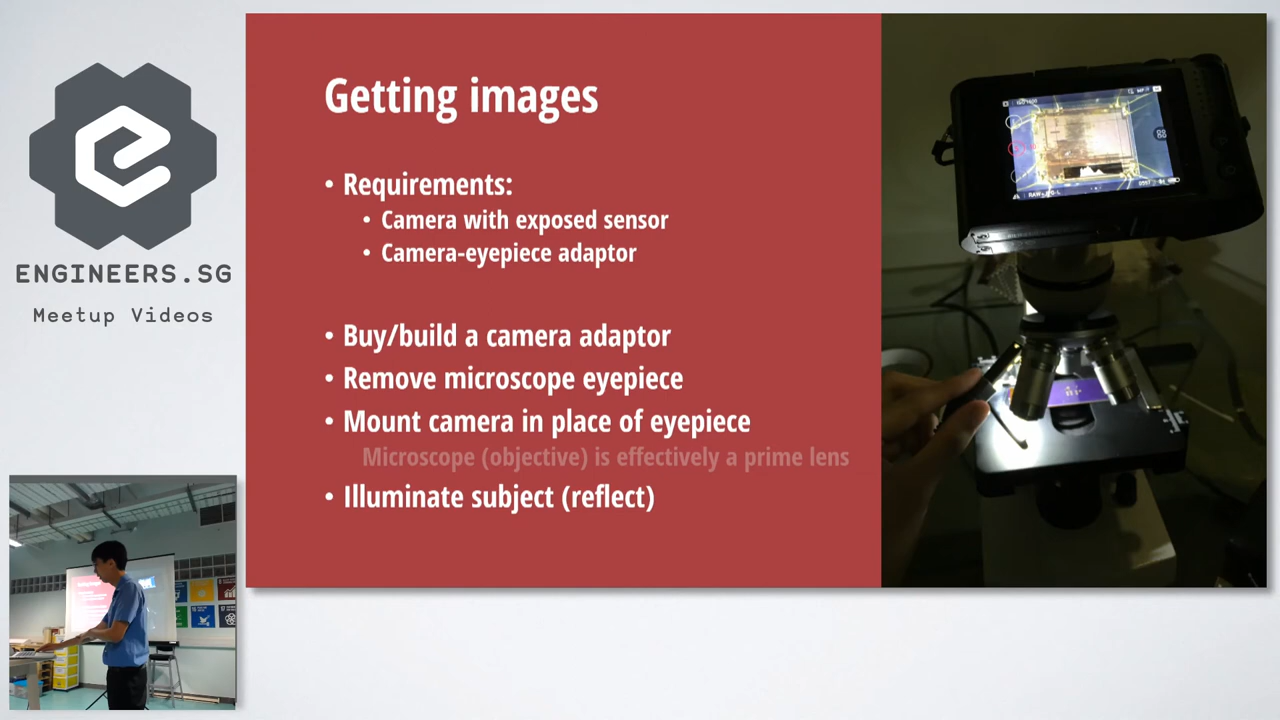 ENGINEERS.SG
Meetup Videos
Getting images
• Requirements:
• Camera with exposed sensor
• Camera-eyepiece adaptor
• Buy/build a camera adaptor
• Remove microscope eyepiece
• Mount camera in place of eyepiece
Microscope (objective) is effectively a prime lens
• Illuminate subject (reflect)